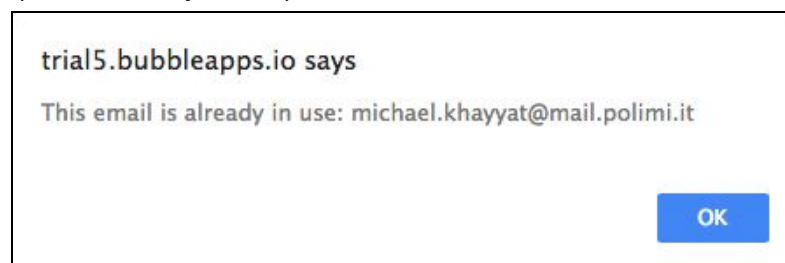 trial5.bubbleapps.io says
This email is already in use: michael.khayyat@mail.polimi.it
OK